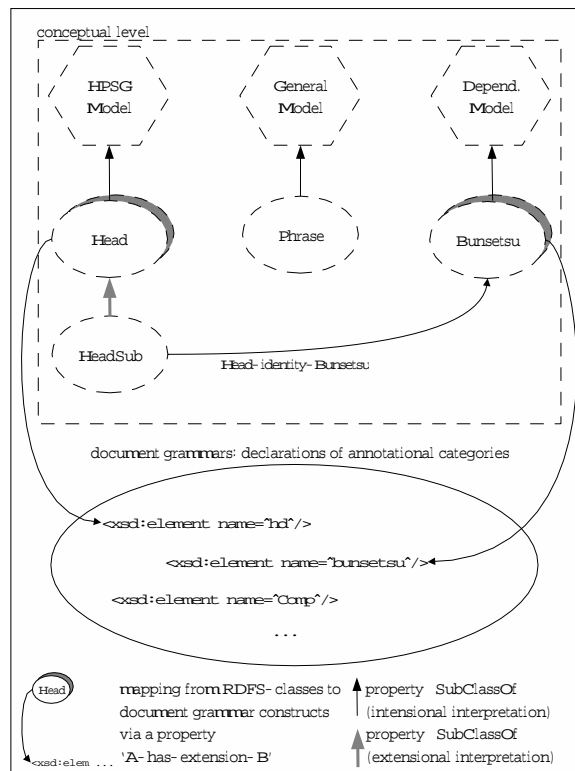 conceptual level
HPSG
Model
General
Model
Depend.
Model
Head
Phrase
Bunsetsu
HeadSub
Head-identity-Bunsetsu
document grammars: declarations of annotational categories
<xsd:element name=^hd^/>
<xsd:element name=^bunsetsu^/>
<xsd:element name=^Comp^/>
...
Head
<xsd:elem ...
mapping from RDFS-classes to
document grammar constructs
via a property
'A-has-extension-B'
property SubClassOf
(intensional interpretation)
property SubClassOf
(extensional interpretation)